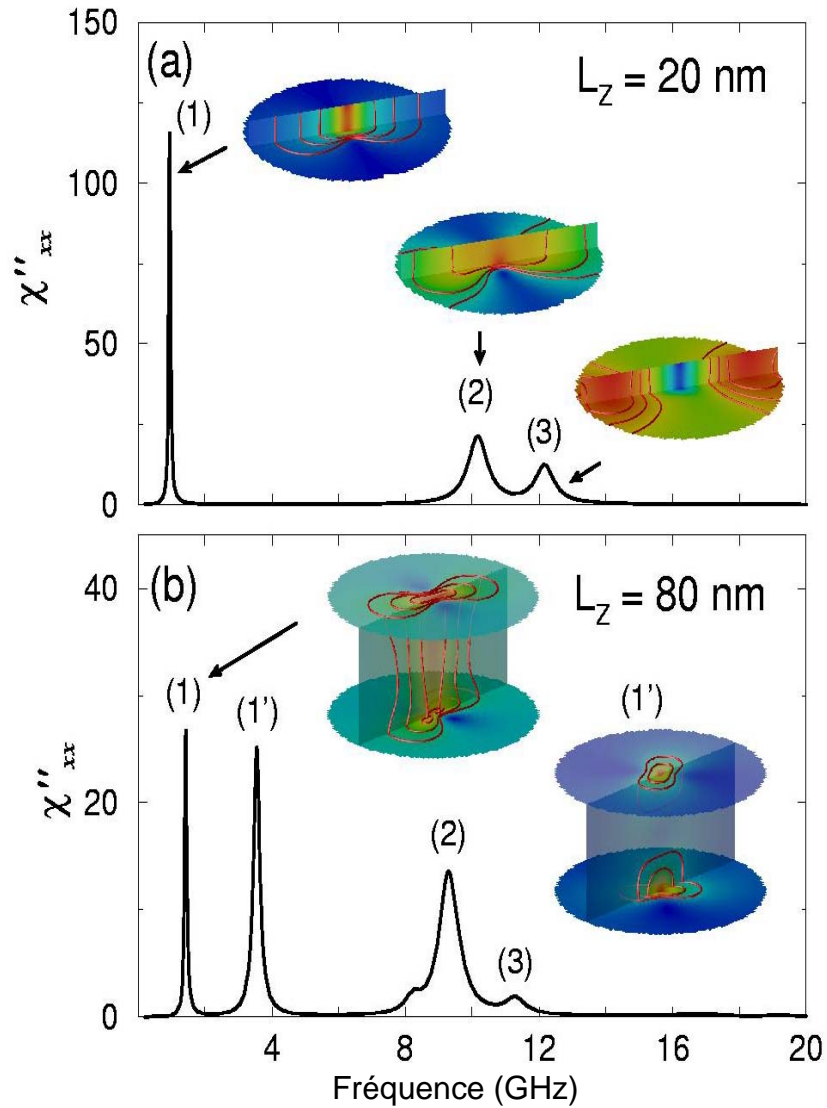 150
(a)
L_Z = 20 nm
(1)
100
χ''_xx
50
(2)
(3)
0
(b)
L_Z = 80 nm
40
(1)
(1')
(1')
20
χ''_xx
(2)
(3)
0
4
8
12
16
20
Fréquence (GHz)